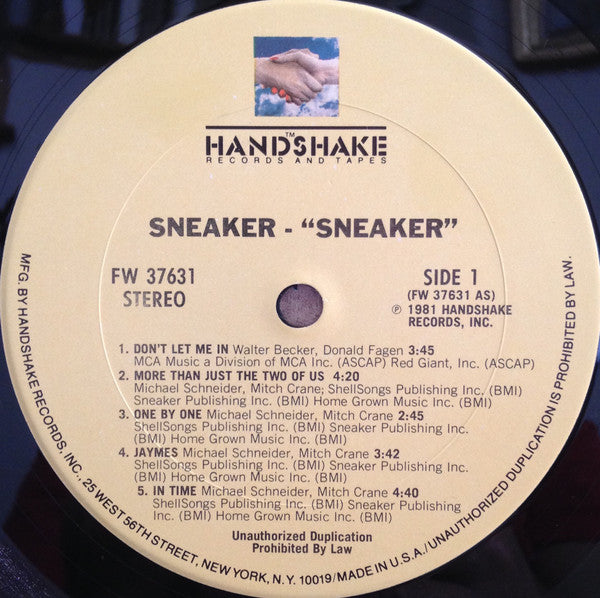 HANDSHAKE™
RECORDS AND TAPES
SNEAKER - “SNEAKER”
FW 37631
STEREO
SIDE 1
(FW 37631 AS)
℗ 1981 HANDSHAKE
RECORDS, INC.
1. DON'T LET ME IN Walter Becker, Donald Fagen 3:45
MCA Music a Division of MCA Inc. (ASCAP) Red Giant, Inc. (ASCAP)
2. MORE THAN JUST THE TWO OF US 4:20
Michael Schneider, Mitch Crane; ShellSongs Publishing Inc. (BMI)
Sneaker Publishing Inc. (BMI) Home Grown Music Inc. (BMI)
3. ONE BY ONE Michael Schneider, Mitch Crane 2:45
ShellSongs Publishing Inc. (BMI) Sneaker Publishing Inc.
(BMI) Home Grown Music Inc. (BMI)
4. JAYMES Michael Schneider, Mitch Crane 3:42
ShellSongs Publishing Inc. (BMI) Sneaker Publishing Inc.
(BMI) Home Grown Music Inc. (BMI)
5. IN TIME Michael Schneider, Mitch Crane 4:40
ShellSongs Publishing Inc. (BMI) Sneaker Publishing
Inc. (BMI) Home Grown Music Inc. (BMI)
Unauthorized Duplication
Prohibited By Law
MFG. BY HANDSHAKE RECORDS, INC., 25 WEST 56TH STREET, NEW YORK, N.Y. 10019/MADE IN U.S.A./UNAUTHORIZED DUPLICATION IS PROHIBITED BY LAW.